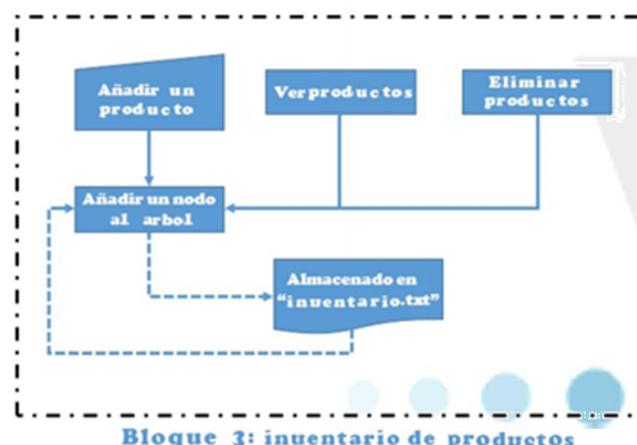 Añadir un
producto
Ver productos
Eliminar
productos
Añadir un nodo
al arbol
Almacenado en
"inventario.txt"
Bloque 3: inventario de productos